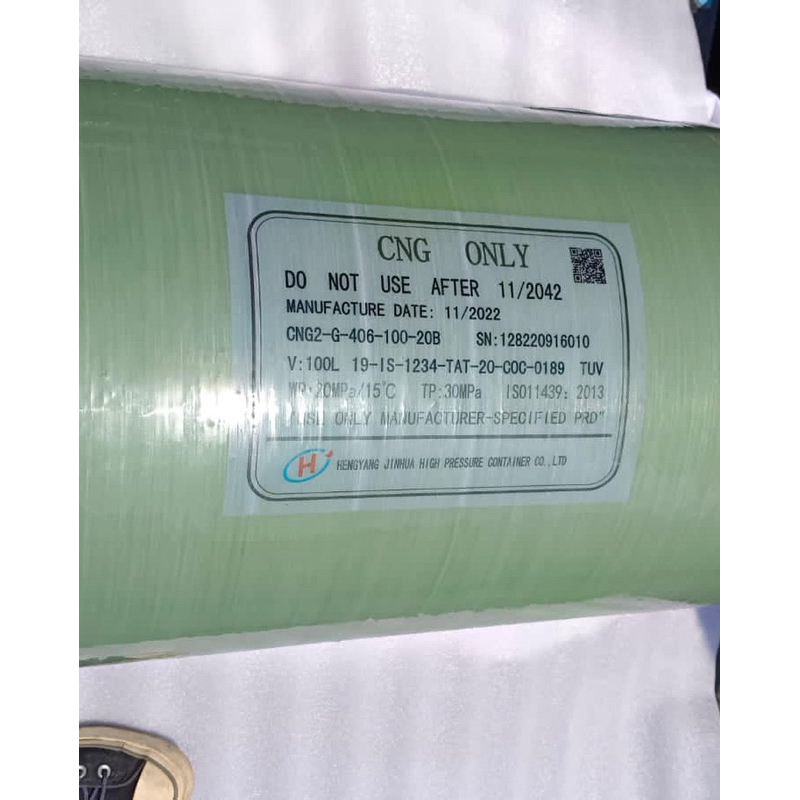 CNG ONLY
DO NOT USE AFTER 11/2042
MANUFACTURE DATE: 11/2022
CNG2-G-406-100-20B SN:128220916010
V:100L 19-IS-1234-TAT-20-COC-0189 TUV
WP:20MPa/15℃ TP:30MPa ISO11439: 2013
"USE ONLY MANUFACTURER-SPECIFIED PRD"
H HENGYANG JINHUA HIGH PRESSURE CONTAINER CO.,LTD